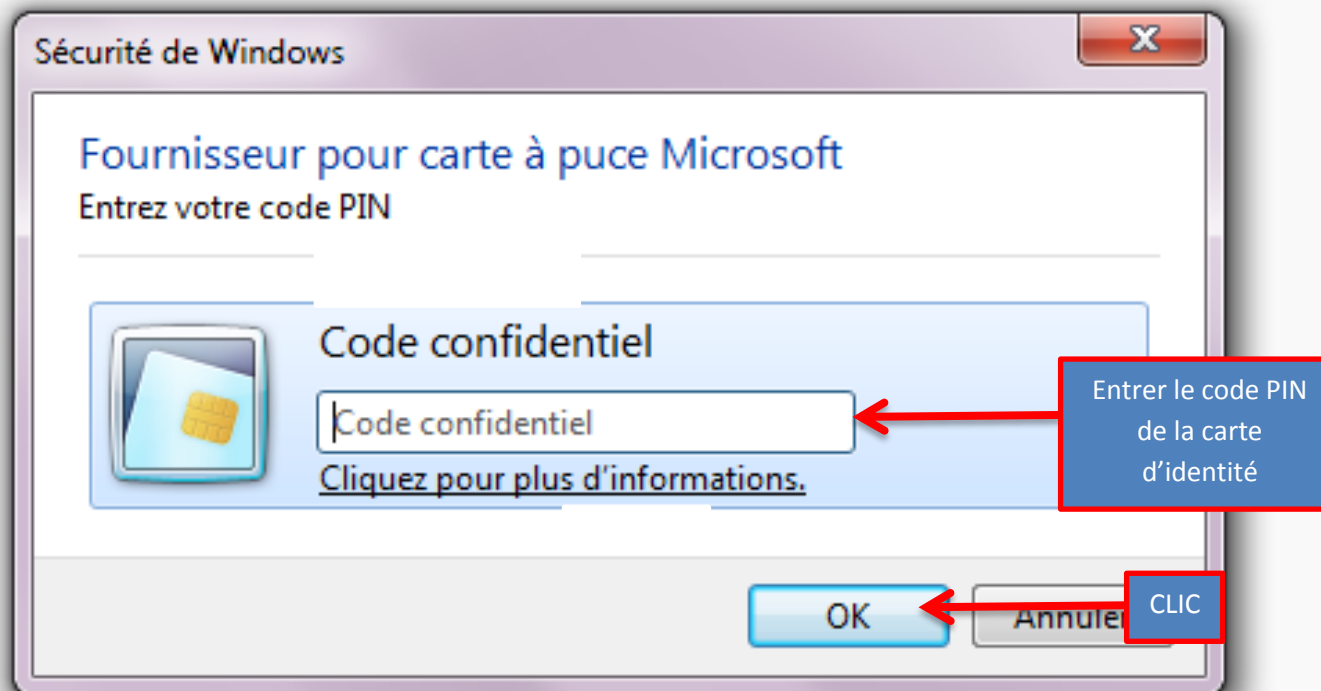 Sécurité de Windows
Fournisseur pour carte à puce Microsoft
Entrez votre code PIN
Code confidentiel
Code confidentiel
Cliquez pour plus d'informations.
Entrer le code PIN
de la carte
d'identité
OK
Annuler
CLIC